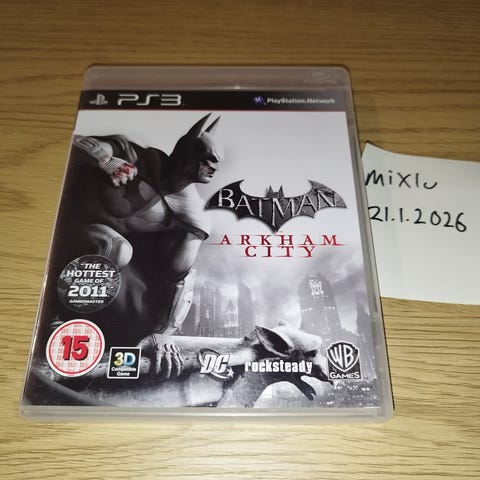 PS3
PlayStation Network
BATMAN
ARKHAM
CITY
THE
HOTTEST
GAME OF
2011
GAMESMASTER
15
3D
Compatible
Game
DC
rocksteady
WB
GAMES
Mixlu
21.1.2026